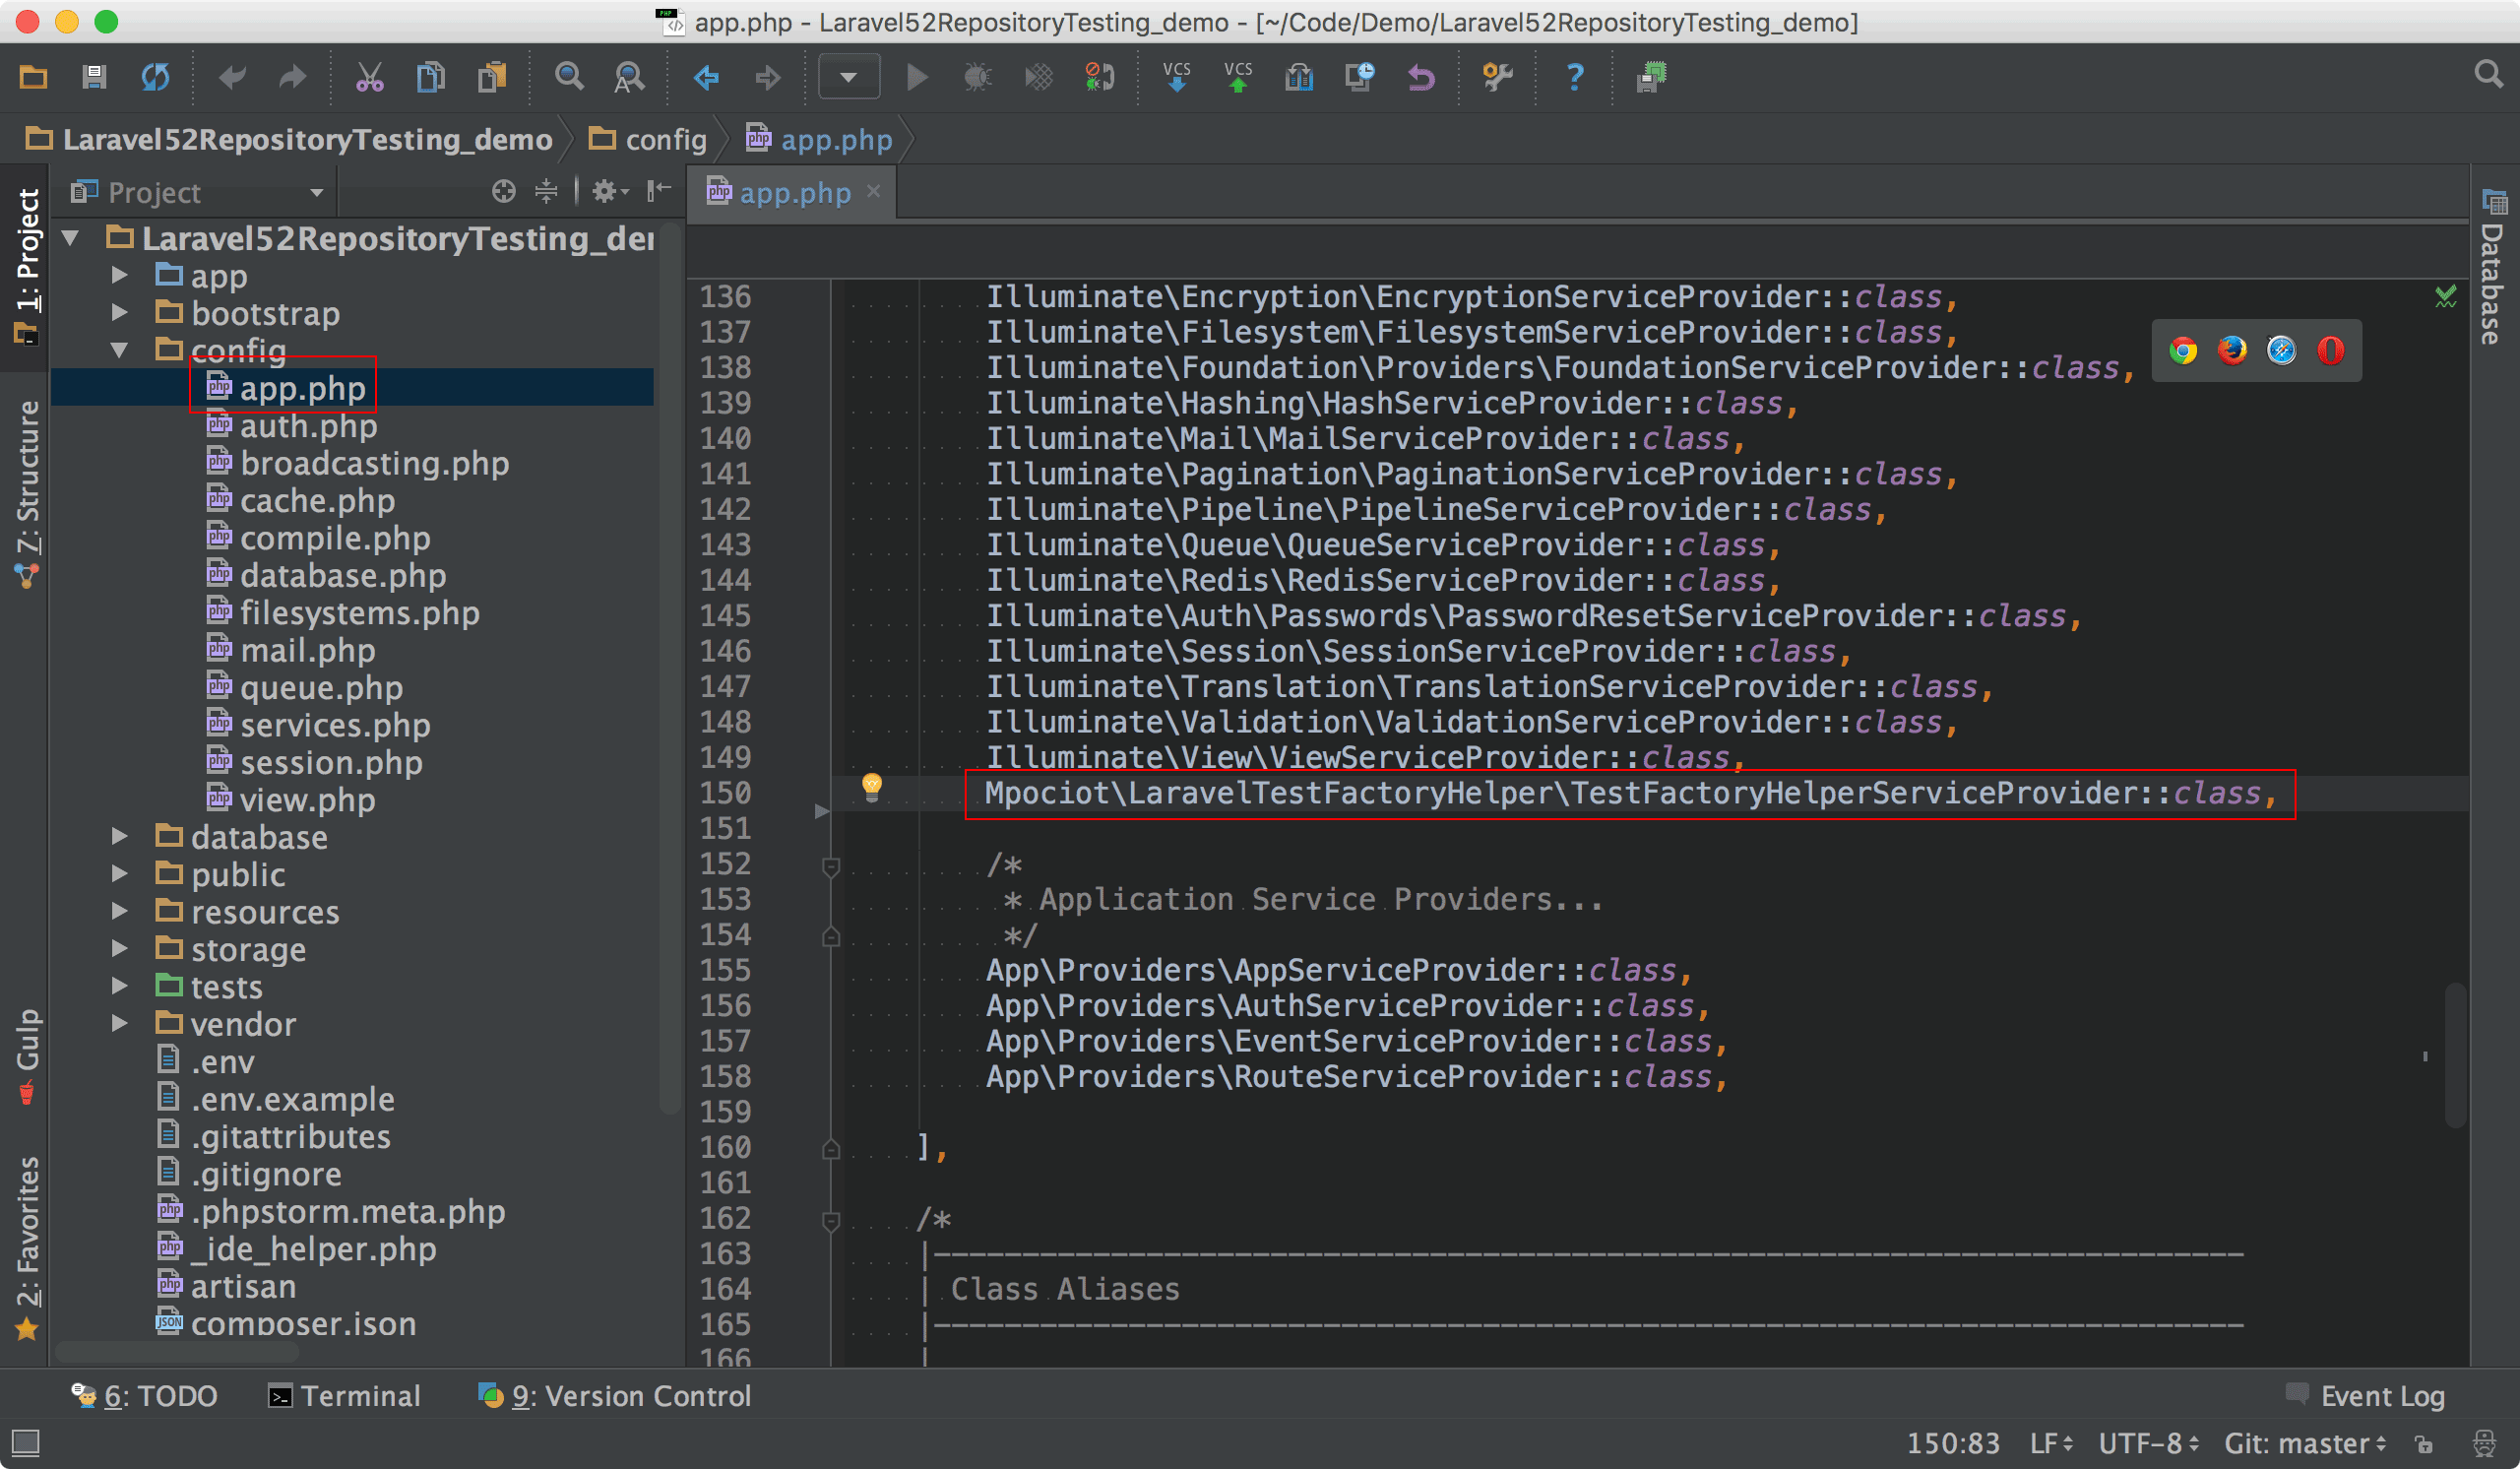 app.php - Laravel52RepositoryTesting_demo - [~/Code/Demo/Laravel52RepositoryTesting_demo]
VCS VCS ?
Laravel52RepositoryTesting_demo config app.php
1: Project
7: Structure
Gulp
2: Favorites
Project
Laravel52RepositoryTesting_der
app
bootstrap
config
app.php
auth.php
broadcasting.php
cache.php
compile.php
database.php
filesystems.php
mail.php
queue.php
services.php
session.php
view.php
database
public
resources
storage
tests
vendor
.env
.env.example
.gitattributes
.gitignore
.phpstorm.meta.php
_ide_helper.php
artisan
composer.json
app.php
136 Illuminate\Encryption\EncryptionServiceProvider::class,
137 Illuminate\Filesystem\FilesystemServiceProvider::class,
138 Illuminate\Foundation\Providers\FoundationServiceProvider::class,
139 Illuminate\Hashing\HashServiceProvider::class,
140 Illuminate\Mail\MailServiceProvider::class,
141 Illuminate\Pagination\PaginationServiceProvider::class,
142 Illuminate\Pipeline\PipelineServiceProvider::class,
143 Illuminate\Queue\QueueServiceProvider::class,
144 Illuminate\Redis\RedisServiceProvider::class,
145 Illuminate\Auth\Passwords\PasswordResetServiceProvider::class,
146 Illuminate\Session\SessionServiceProvider::class,
147 Illuminate\Translation\TranslationServiceProvider::class,
148 Illuminate\Validation\ValidationServiceProvider::class,
149 Illuminate\View\ViewServiceProvider::class,
150 Mpociot\LaravelTestFactoryHelper\TestFactoryHelperServiceProvider::class,
151
152 /*
153 * Application Service Providers...
154 */
155 App\Providers\AppServiceProvider::class,
156 App\Providers\AuthServiceProvider::class,
157 App\Providers\EventServiceProvider::class,
158 App\Providers\RouteServiceProvider::class,
159
160 ],
161
162 /*
163 |--------------------------------------------------------------------------
164 | Class Aliases
165 |--------------------------------------------------------------------------
166 |
Database
6: TODO Terminal 9: Version Control Event Log
150:83 LF UTF-8 Git: master